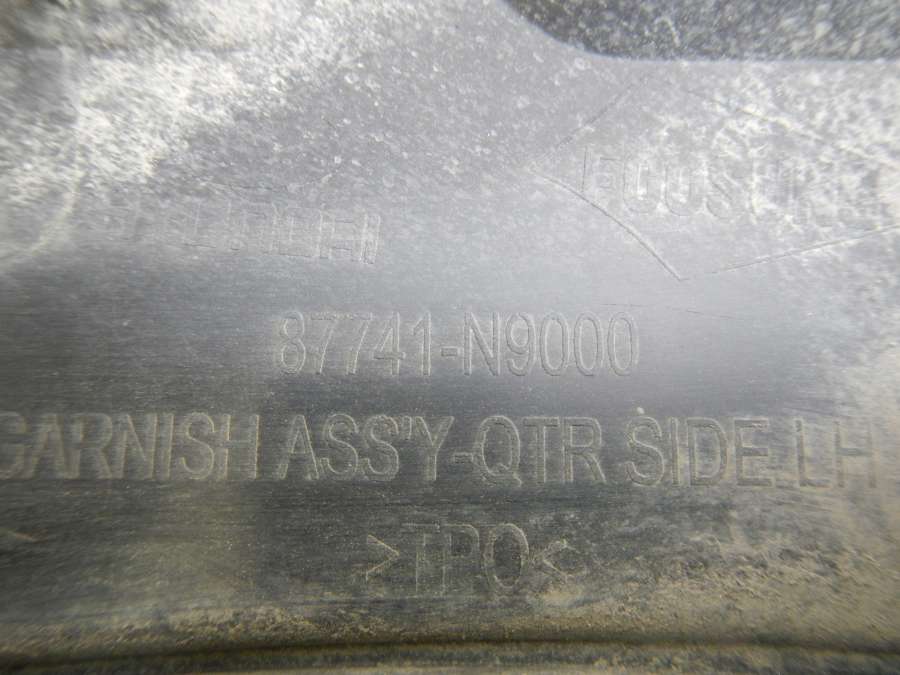 87741-N9000
GARNISH ASS'Y-QTR SIDE.LH
>TPO<